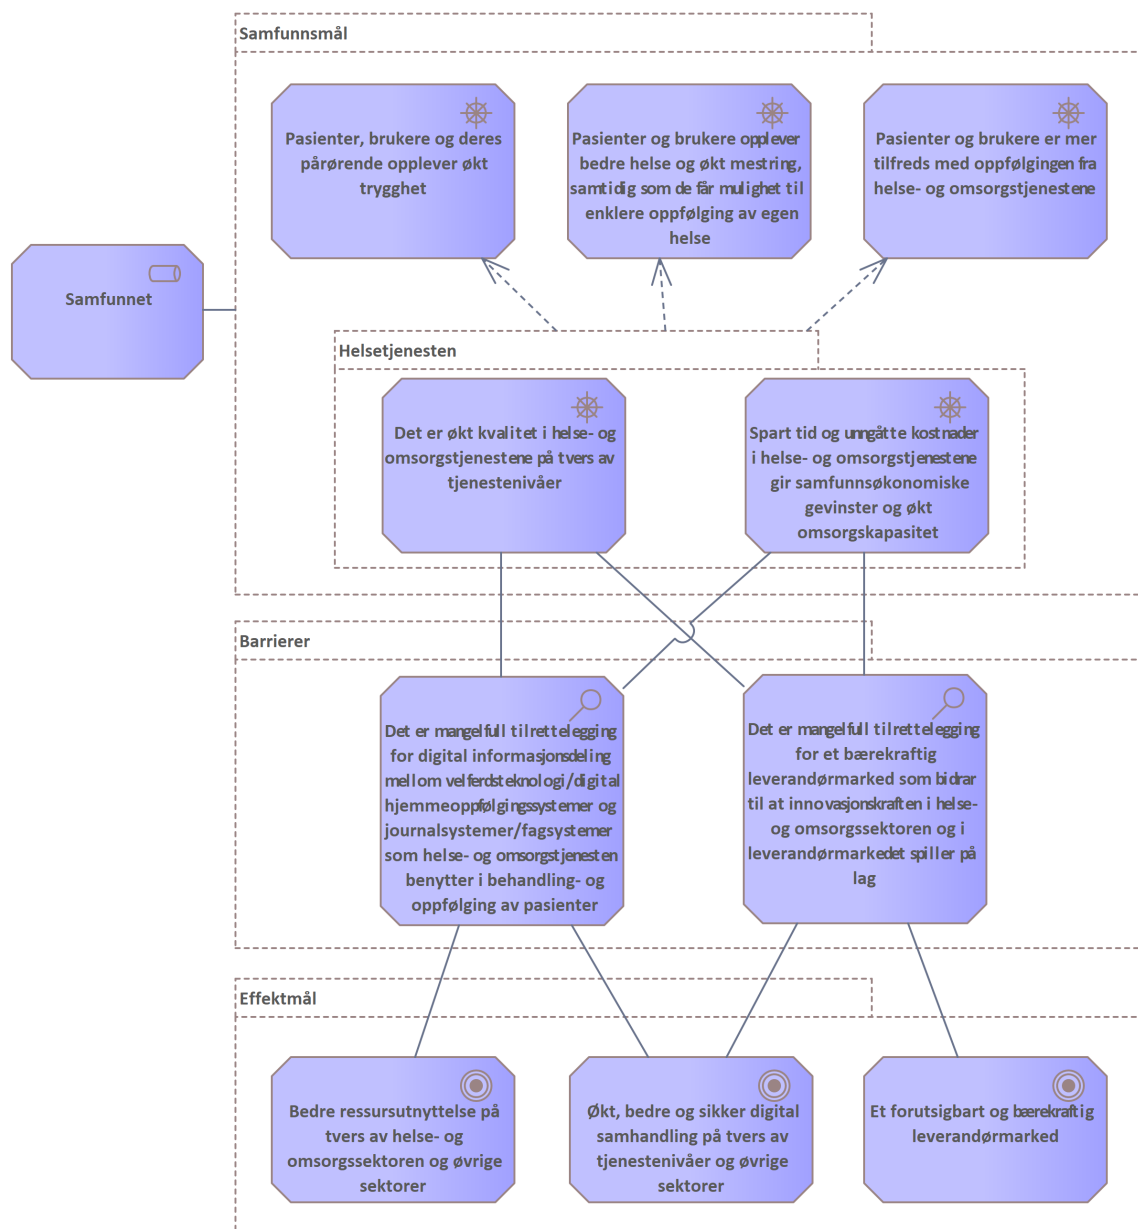 Samfunnsmål
Pasienter, brukere og deres
pårørende opplever økt
trygghet
Pasienter og brukere opplever
bedre helse og økt mestring,
samtidig som de får mulighet til
enklere oppfølging av egen
helse
Pasienter og brukere er mer
tilfreds med oppfølgingen fra
helse- og omsorgstjenestene
Samfunnet
Helsetjenesten
Det er økt kvalitet i helse- og
omsorgstjenestene på tvers av
tjenestenivåer
Spart tid og unngåtte kostnader
i helse- og omsorgstjenestene
gir samfunnsøkonomiske
gevinster og økt
omsorgskapasitet
Barrierer
Det er mangelfull tilrettelegging
for digital informasjonsdeling
mellom velferdsteknologi/digital
hjemmeoppfølgingssystemer og
journalsystemer/fagsystemer
som helse- og omsorgstjenesten
benytter i behandling- og
oppfølging av pasienter
Det er mangelfull tilrettelegging
for et bærekraftig
leverandørmarked som bidrar
til at innovasjonskraften i helse-
og omsorgssektoren og i
leverandørmarkedet spiller på
lag
Effektmål
Bedre ressursutnyttelse på
tvers av helse- og
omsorgssektoren og øvrige
sektorer
Økt, bedre og sikker digital
samhandling på tvers av
tjenestenivåer og øvrige
sektorer
Et forutsigbart og bærekraftig
leverandørmarked